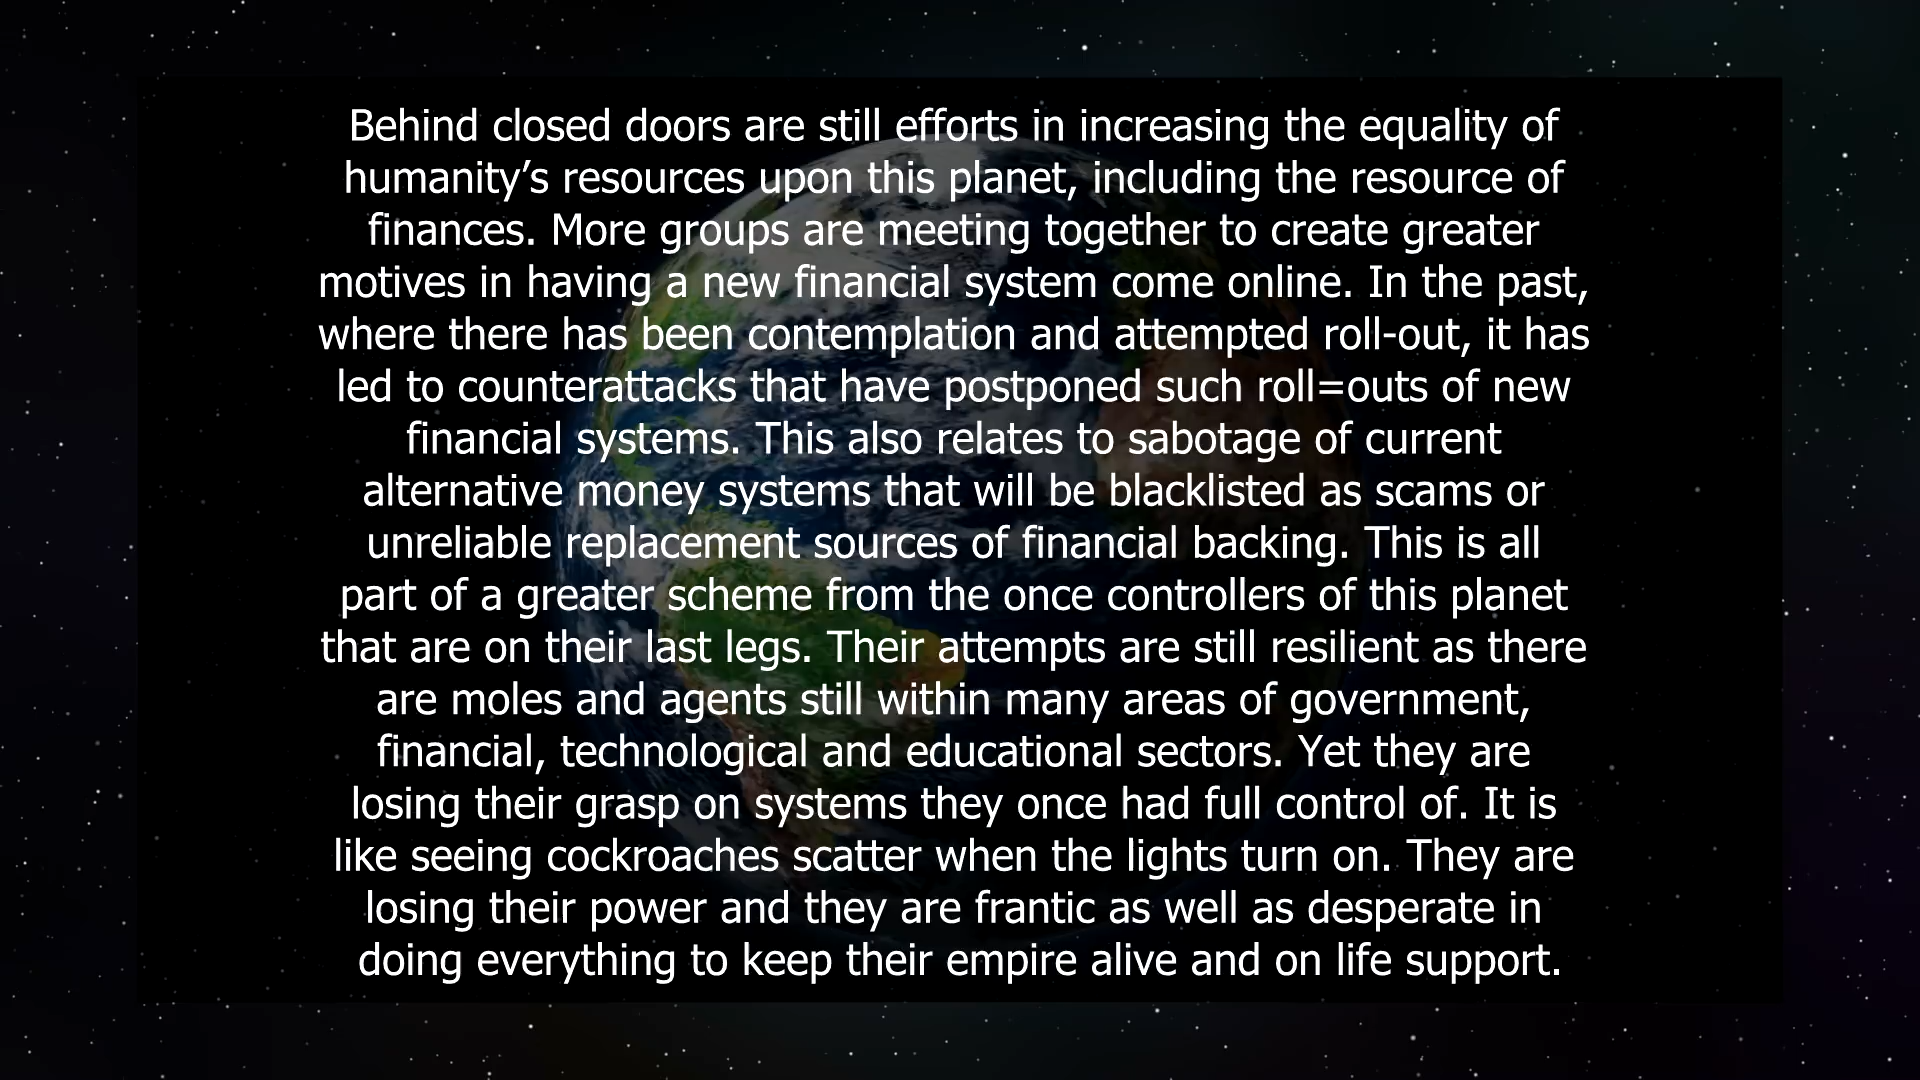 Behind closed doors are still efforts in increasing the equality of
humanity’s resources upon this planet, including the resource of
finances. More groups are meeting together to create greater
motives in having a new financial system come online. In the past,
where there has been contemplation and attempted roll-out, it has
led to counterattacks that have postponed such roll=outs of new
financial systems. This also relates to sabotage of current
alternative money systems that will be blacklisted as scams or
unreliable replacement sources of financial backing. This is all
part of a greater scheme from the once controllers of this planet
that are on their last legs. Their attempts are still resilient as there
are moles and agents still within many areas of government,
financial, technological and educational sectors. Yet they are
losing their grasp on systems they once had full control of. It is
like seeing cockroaches scatter when the lights turn on. They are
losing their power and they are frantic as well as desperate in
doing everything to keep their empire alive and on life support.